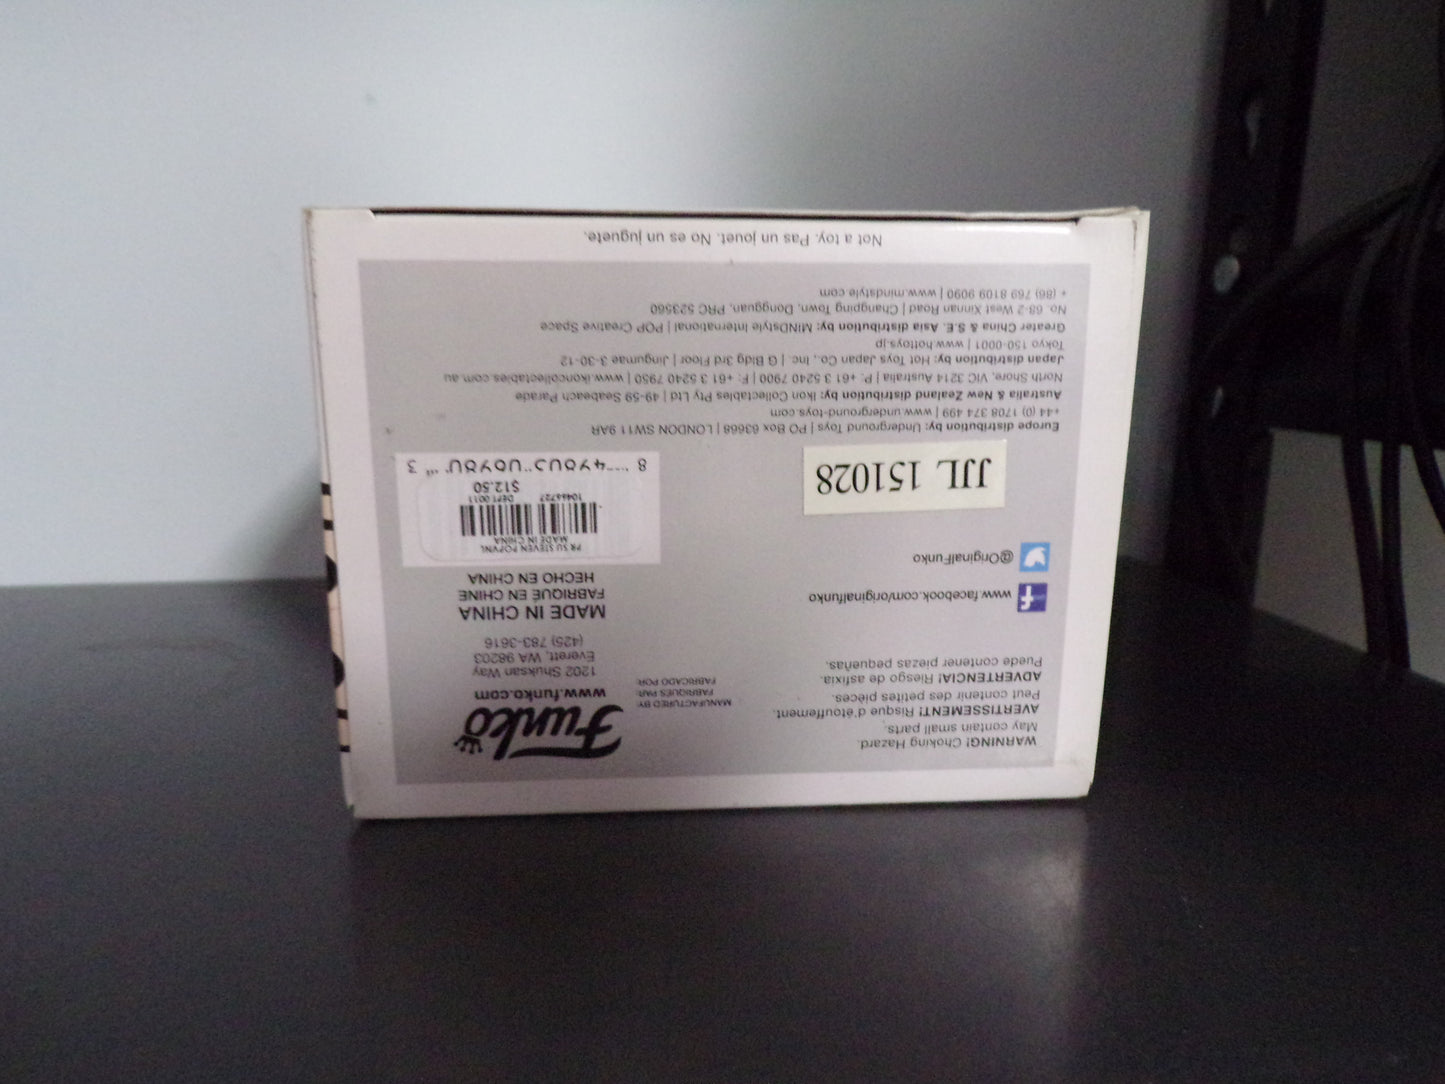 WARNING! Choking Hazard.
May contain small parts.
AVERTISSEMENT! Risque d'étouffement.
Peut contenir des petites pièces.
ADVERTENCIA! Riesgo de asfixia.
Puede contener piezas pequeñas.
www.facebook.com/originalfunko
@OriginalFunko
JJL 151028
MANUFACTURED BY:
FABRIQUÉS PAR:
FABRICADO POR:
Funko
www.funko.com
1202 Shuksan Way
Everett, WA 98203
(425) 783-3616
MADE IN CHINA
FABRIQUÉ EN CHINE
HECHO EN CHINA
PR SU STEVEN POPVNL
MADE IN CHINA
10466727 DEPT 0011
$12.50
Europe distribution by: Underground Toys | PO Box 63668 | LONDON SW11 9AR
+44 (0) 1708 374 499 | www.underground-toys.com
Australia & New Zealand distribution by: Ikon Collectables Pty Ltd | 49-59 Seabeach Parade
North Shore, VIC 3214 Australia | P: +61 3 5240 7900 | F: +61 3 5240 7950 | www.ikoncollectables.com.au
Japan distribution by: Hot Toys Japan Co., Inc. | G Bldg 3rd Floor | Jingumae 3-30-12
Tokyo 150-0001 | www.hottoys.jp
Greater China & S.E. Asia distribution by: MINDstyle International | POP Creative Space
No. 68-2 West Xinnan Road | Changping Town, Dongguan, PRC 523560
+ (86) 769 8109 9090 | www.mindstyle.com
Not a toy. Pas un jouet. No es un juguete.